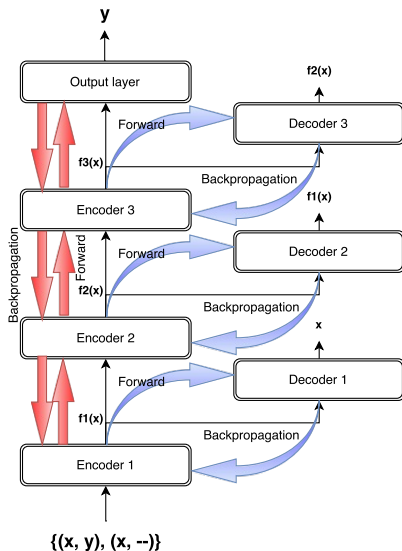 y
Output layer
f2(x)
Forward
Decoder 3
f3(x)
Backpropagation
Encoder 3
f1(x)
Backpropagation
Forward
Forward
Decoder 2
f2(x)
Backpropagation
Encoder 2
x
Forward
Decoder 1
f1(x)
Backpropagation
Encoder 1
{(x, y), (x, --)}